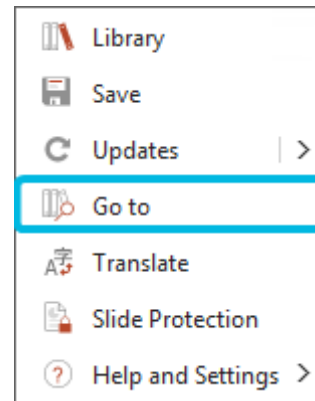 Library
Save
Updates
Go to
Translate
Slide Protection
Help and Settings